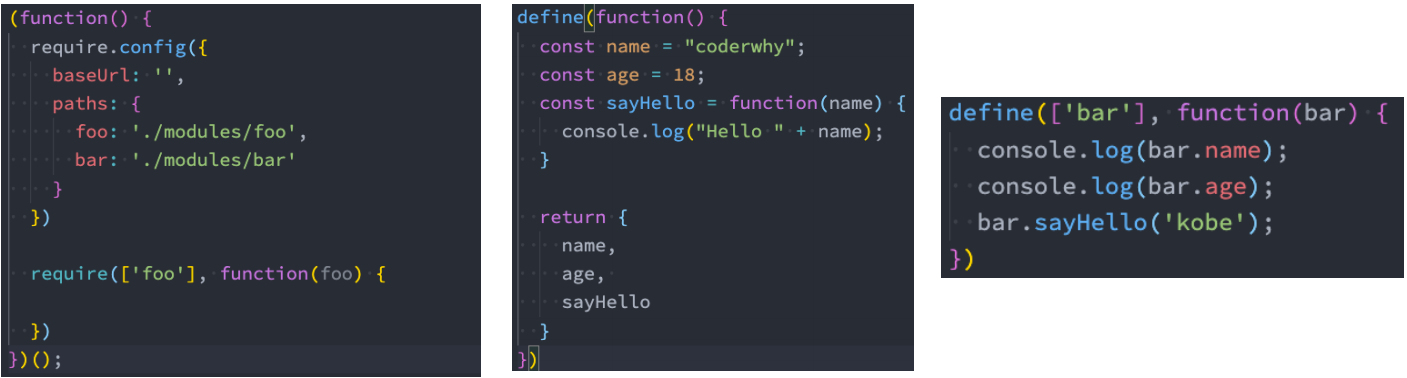 (function() {
  require.config({
    baseUrl: '',
    paths: {
      foo: './modules/foo',
      bar: './modules/bar'
    }
  })

  require(['foo'], function(foo) {

  })
})();
define(function() {
  const name = "coderwhy";
  const age = 18;
  const sayHello = function(name) {
    console.log("Hello " + name);
  }

  return {
    name,
    age,
    sayHello
  }
})
define(['bar'], function(bar) {
  console.log(bar.name);
  console.log(bar.age);
  bar.sayHello('kobe');
})